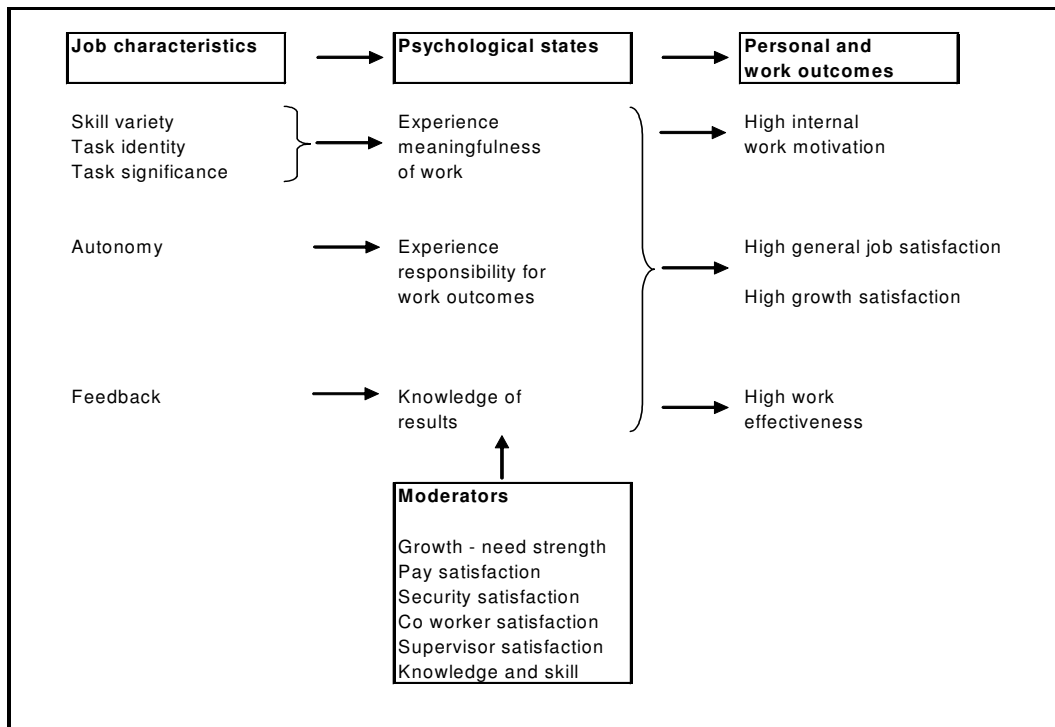 Job characteristics
Psychological states
Personal and
work outcomes
Skill variety
Task identity
Task significance
Experience
meaningfulness
of work
High internal
work motivation
Autonomy
Experience
responsibility for
work outcomes
High general job satisfaction
High growth satisfaction
Feedback
Knowledge of
results
High work
effectiveness
Moderators
Growth - need strength
Pay satisfaction
Security satisfaction
Co worker satisfaction
Supervisor satisfaction
Knowledge and skill